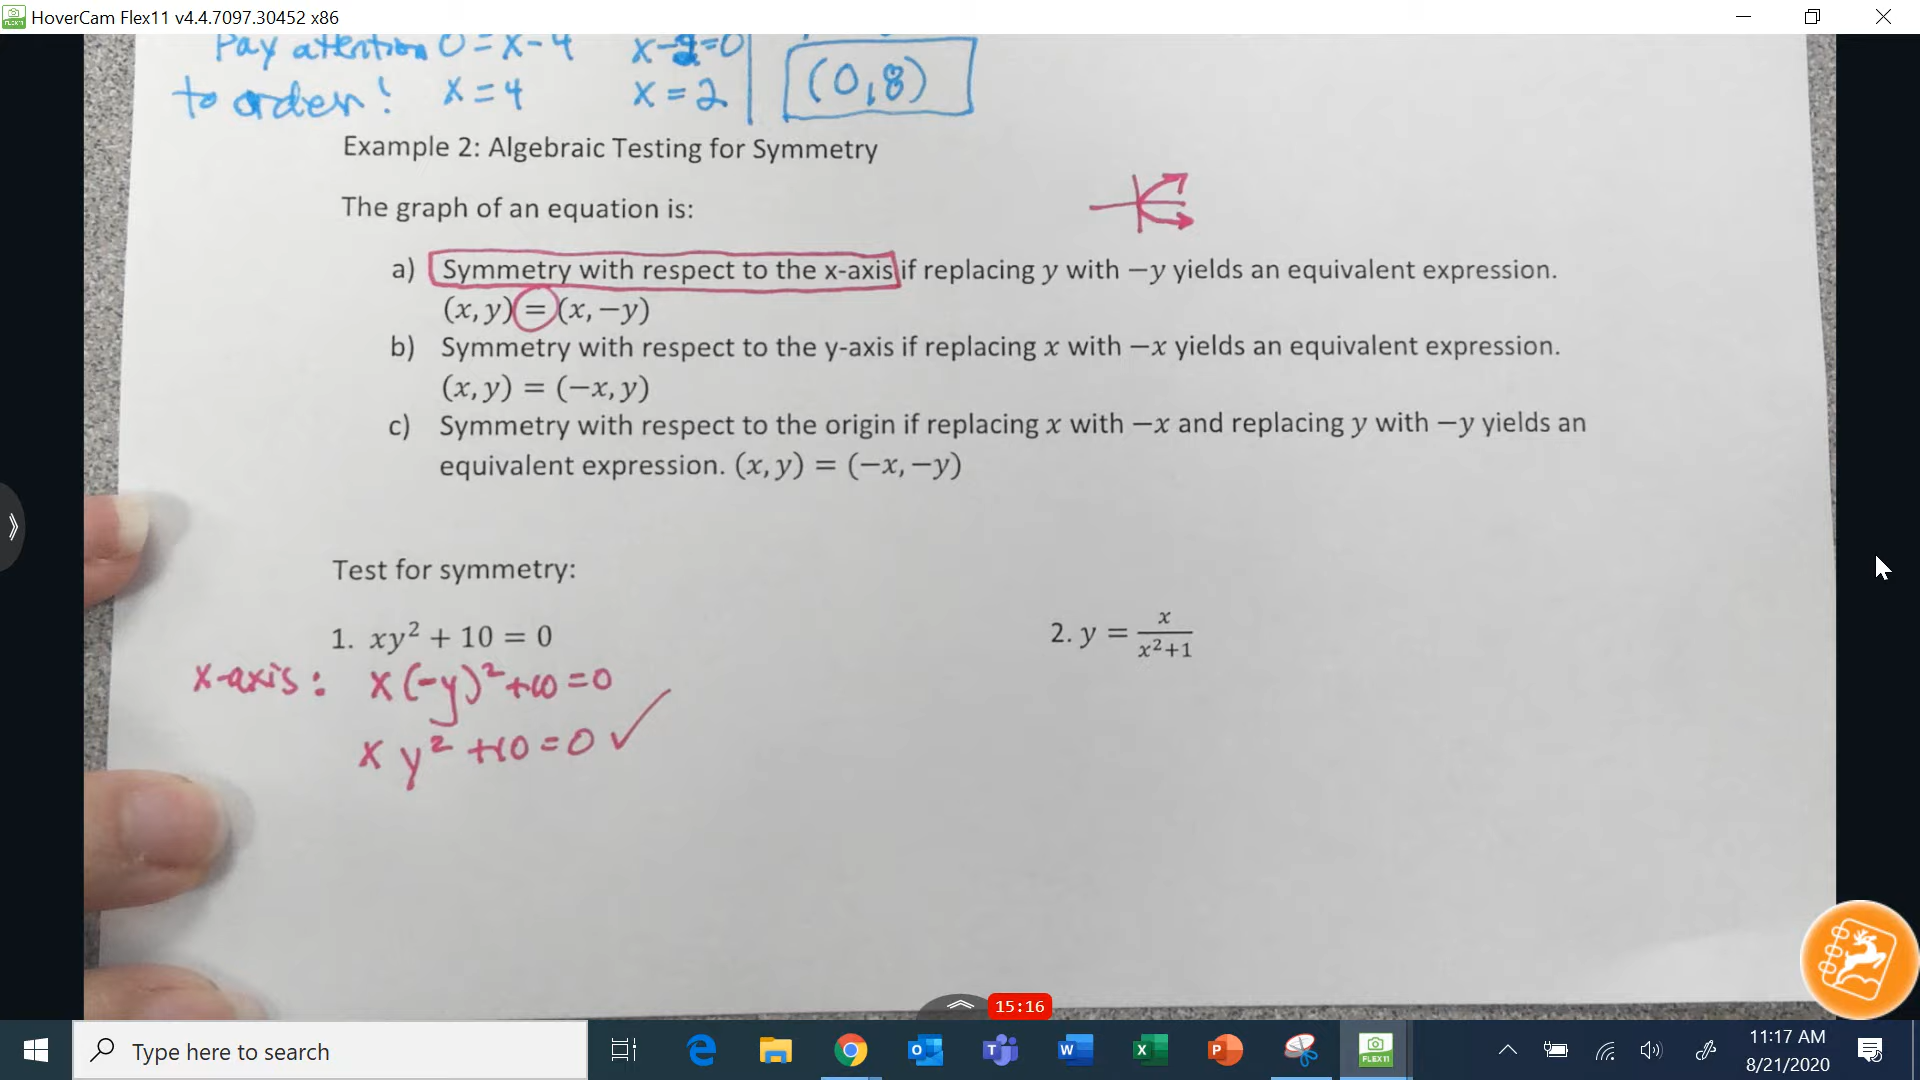 HoverCam Flex11 v4.4.7097.30452 x86
Pay attention 0 = x - 4 x - 2 = 0
to order! x = 4 x = 2 (0,8)
Example 2: Algebraic Testing for Symmetry
The graph of an equation is:
a) Symmetry with respect to the x-axis if replacing y with −y yields an equivalent expression.
(x, y) = (x, −y)
b) Symmetry with respect to the y-axis if replacing x with −x yields an equivalent expression.
(x, y) = (−x, y)
c) Symmetry with respect to the origin if replacing x with −x and replacing y with −y yields an
equivalent expression. (x, y) = (−x, −y)
Test for symmetry:
1. xy² + 10 = 0
2. y = x/(x²+1)
x-axis: x(-y)² + 10 = 0
x y² + 10 = 0 ✓
15:16
Type here to search
11:17 AM
8/21/2020
FLEX11